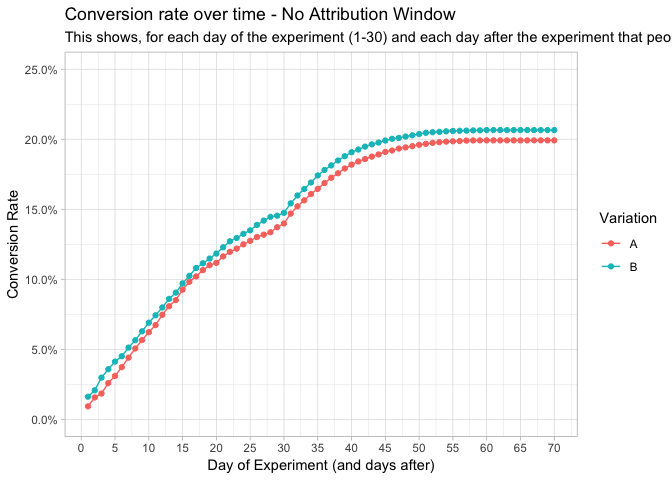 Conversion rate over time - No Attribution Window
This shows, for each day of the experiment (1-30) and each day after the experiment that peo
25.0%
20.0%
15.0%
10.0%
5.0%
0.0%
Conversion Rate
0 5 10 15 20 25 30 35 40 45 50 55 60 65 70
Day of Experiment (and days after)
Variation
A
B